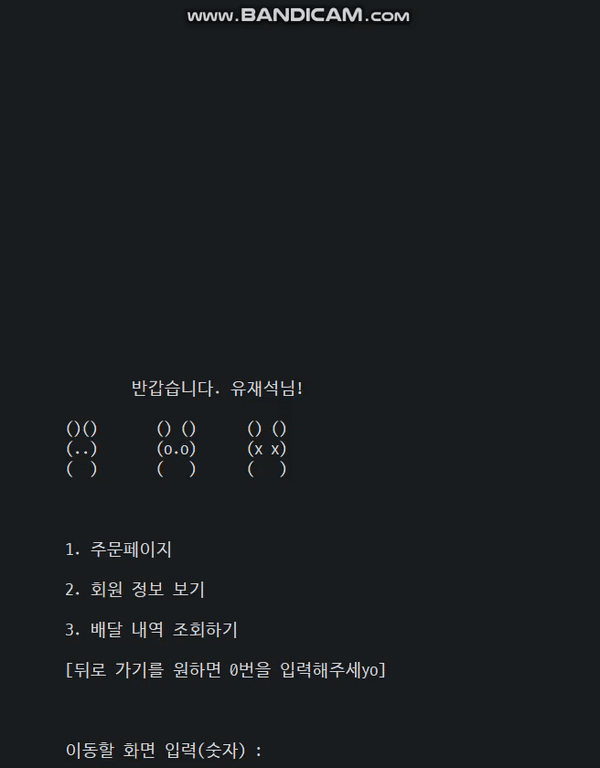 www.BANDICAM.com
반갑습니다. 유재석님!
()() () () () ()
(..) (o.o) (x x)
( ) ( ) ( )
1. 주문페이지
2. 회원 정보 보기
3. 배달 내역 조회하기
[뒤로 가기를 원하면 0번을 입력해주세yo]
이동할 화면 입력(숫자) :